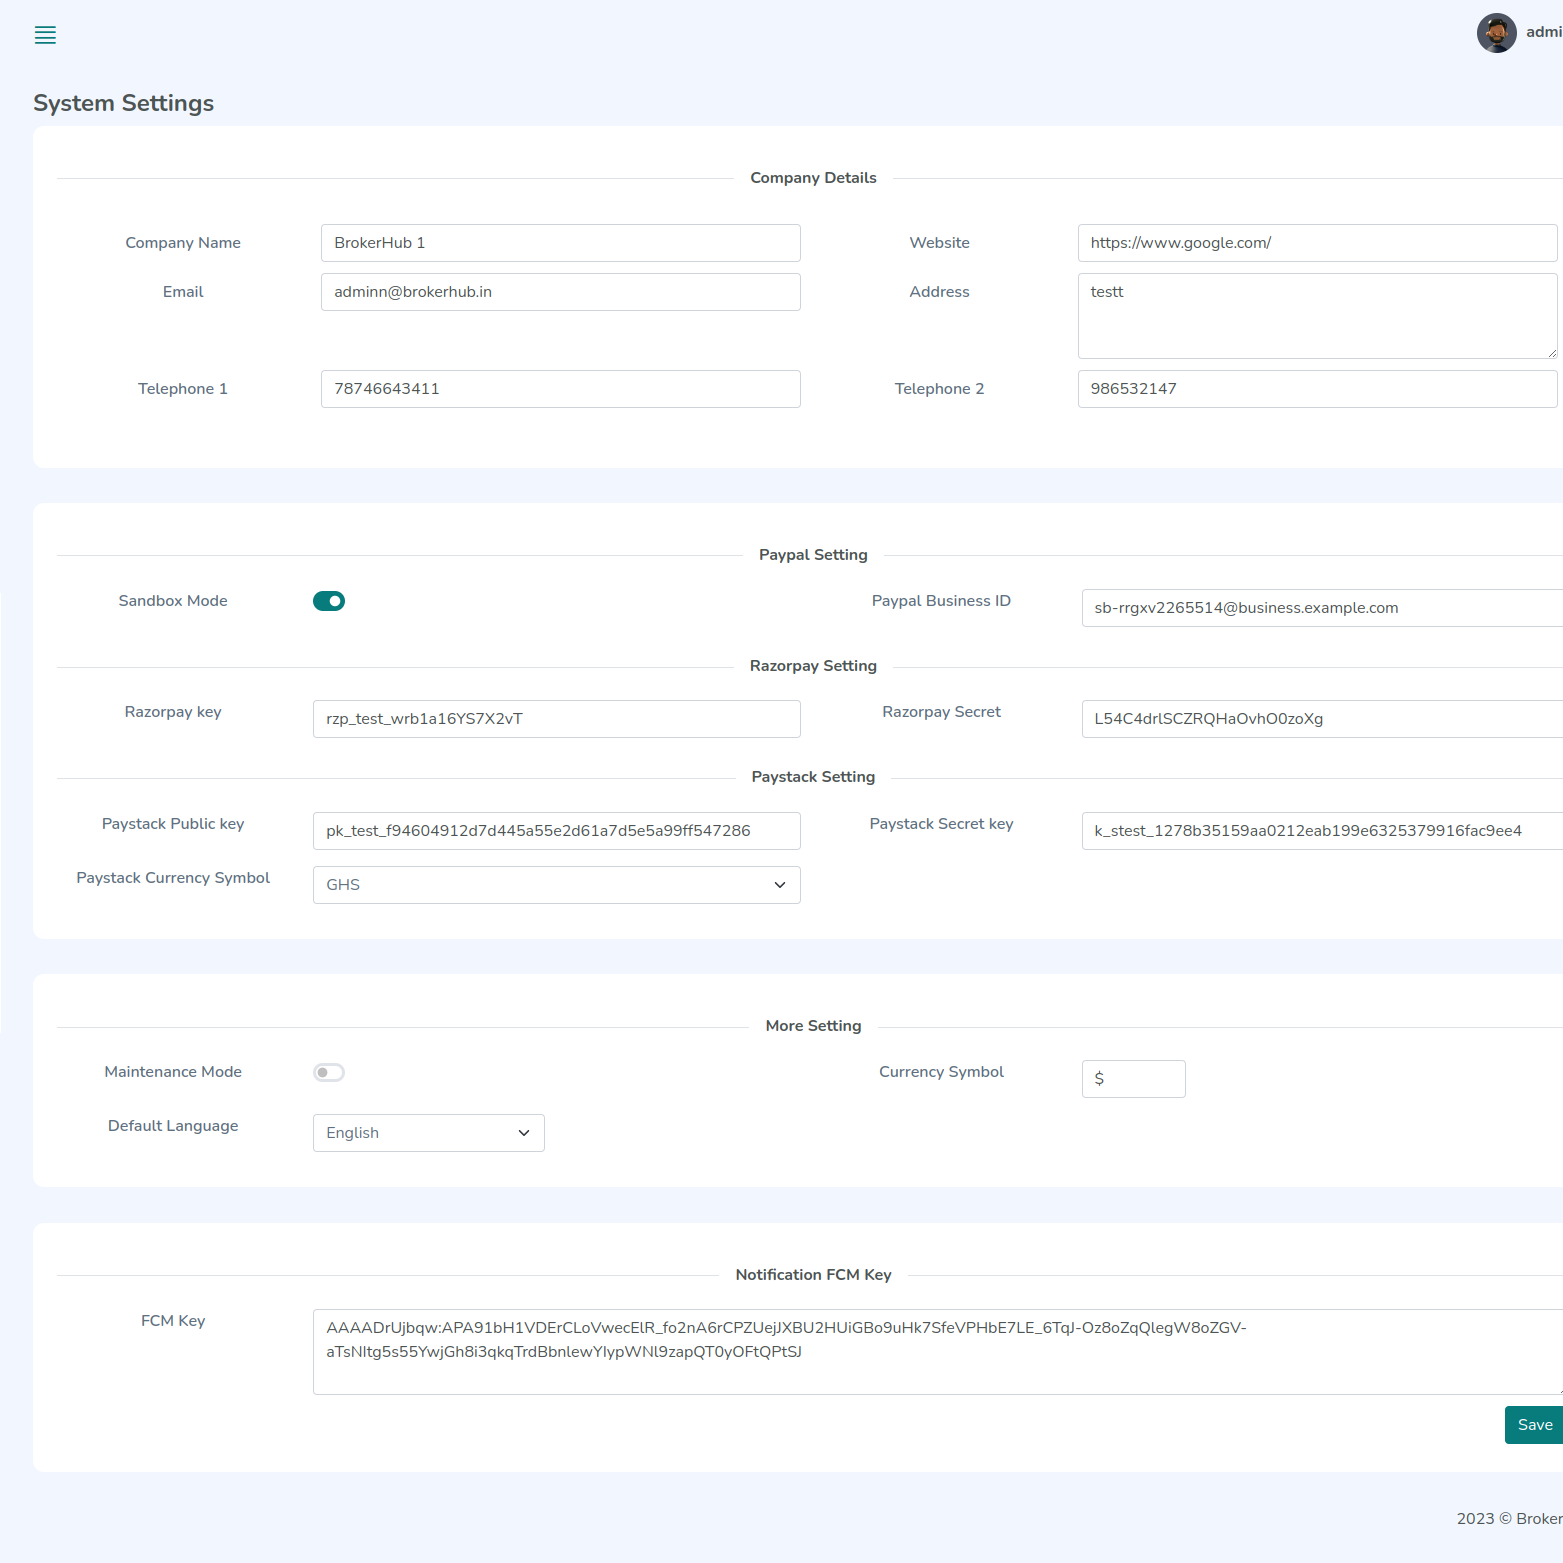 admi
System Settings
Company Details
Company Name BrokerHub 1 Website https://www.google.com/
Email adminn@brokerhub.in Address testt
Telephone 1 78746643411 Telephone 2 986532147
Paypal Setting
Sandbox Mode Paypal Business ID sb-rrgxv2265514@business.example.com
Razorpay Setting
Razorpay key rzp_test_wrb1a16YS7X2vT Razorpay Secret L54C4drlSCZRQHaOvhO0zoXg
Paystack Setting
Paystack Public key pk_test_f94604912d7d445a55e2d61a7d5e5a99ff547286 Paystack Secret key k_stest_1278b35159aa0212eab199e6325379916fac9ee4
Paystack Currency Symbol GHS
More Setting
Maintenance Mode Currency Symbol $
Default Language English
Notification FCM Key
FCM Key AAAADrUjbqw:APA91bH1VDErCLoVwecElR_fo2nA6rCPZUejJXBU2HUiGBo9uHk7SfeVPHbE7LE_6TqJ-Oz8oZqQlegW8oZGV-
aTsNItg5s55YwjGh8i3qkqTrdBbnlewYIypWNl9zapQT0yOFtQPtSJ
Save
2023 © Broker